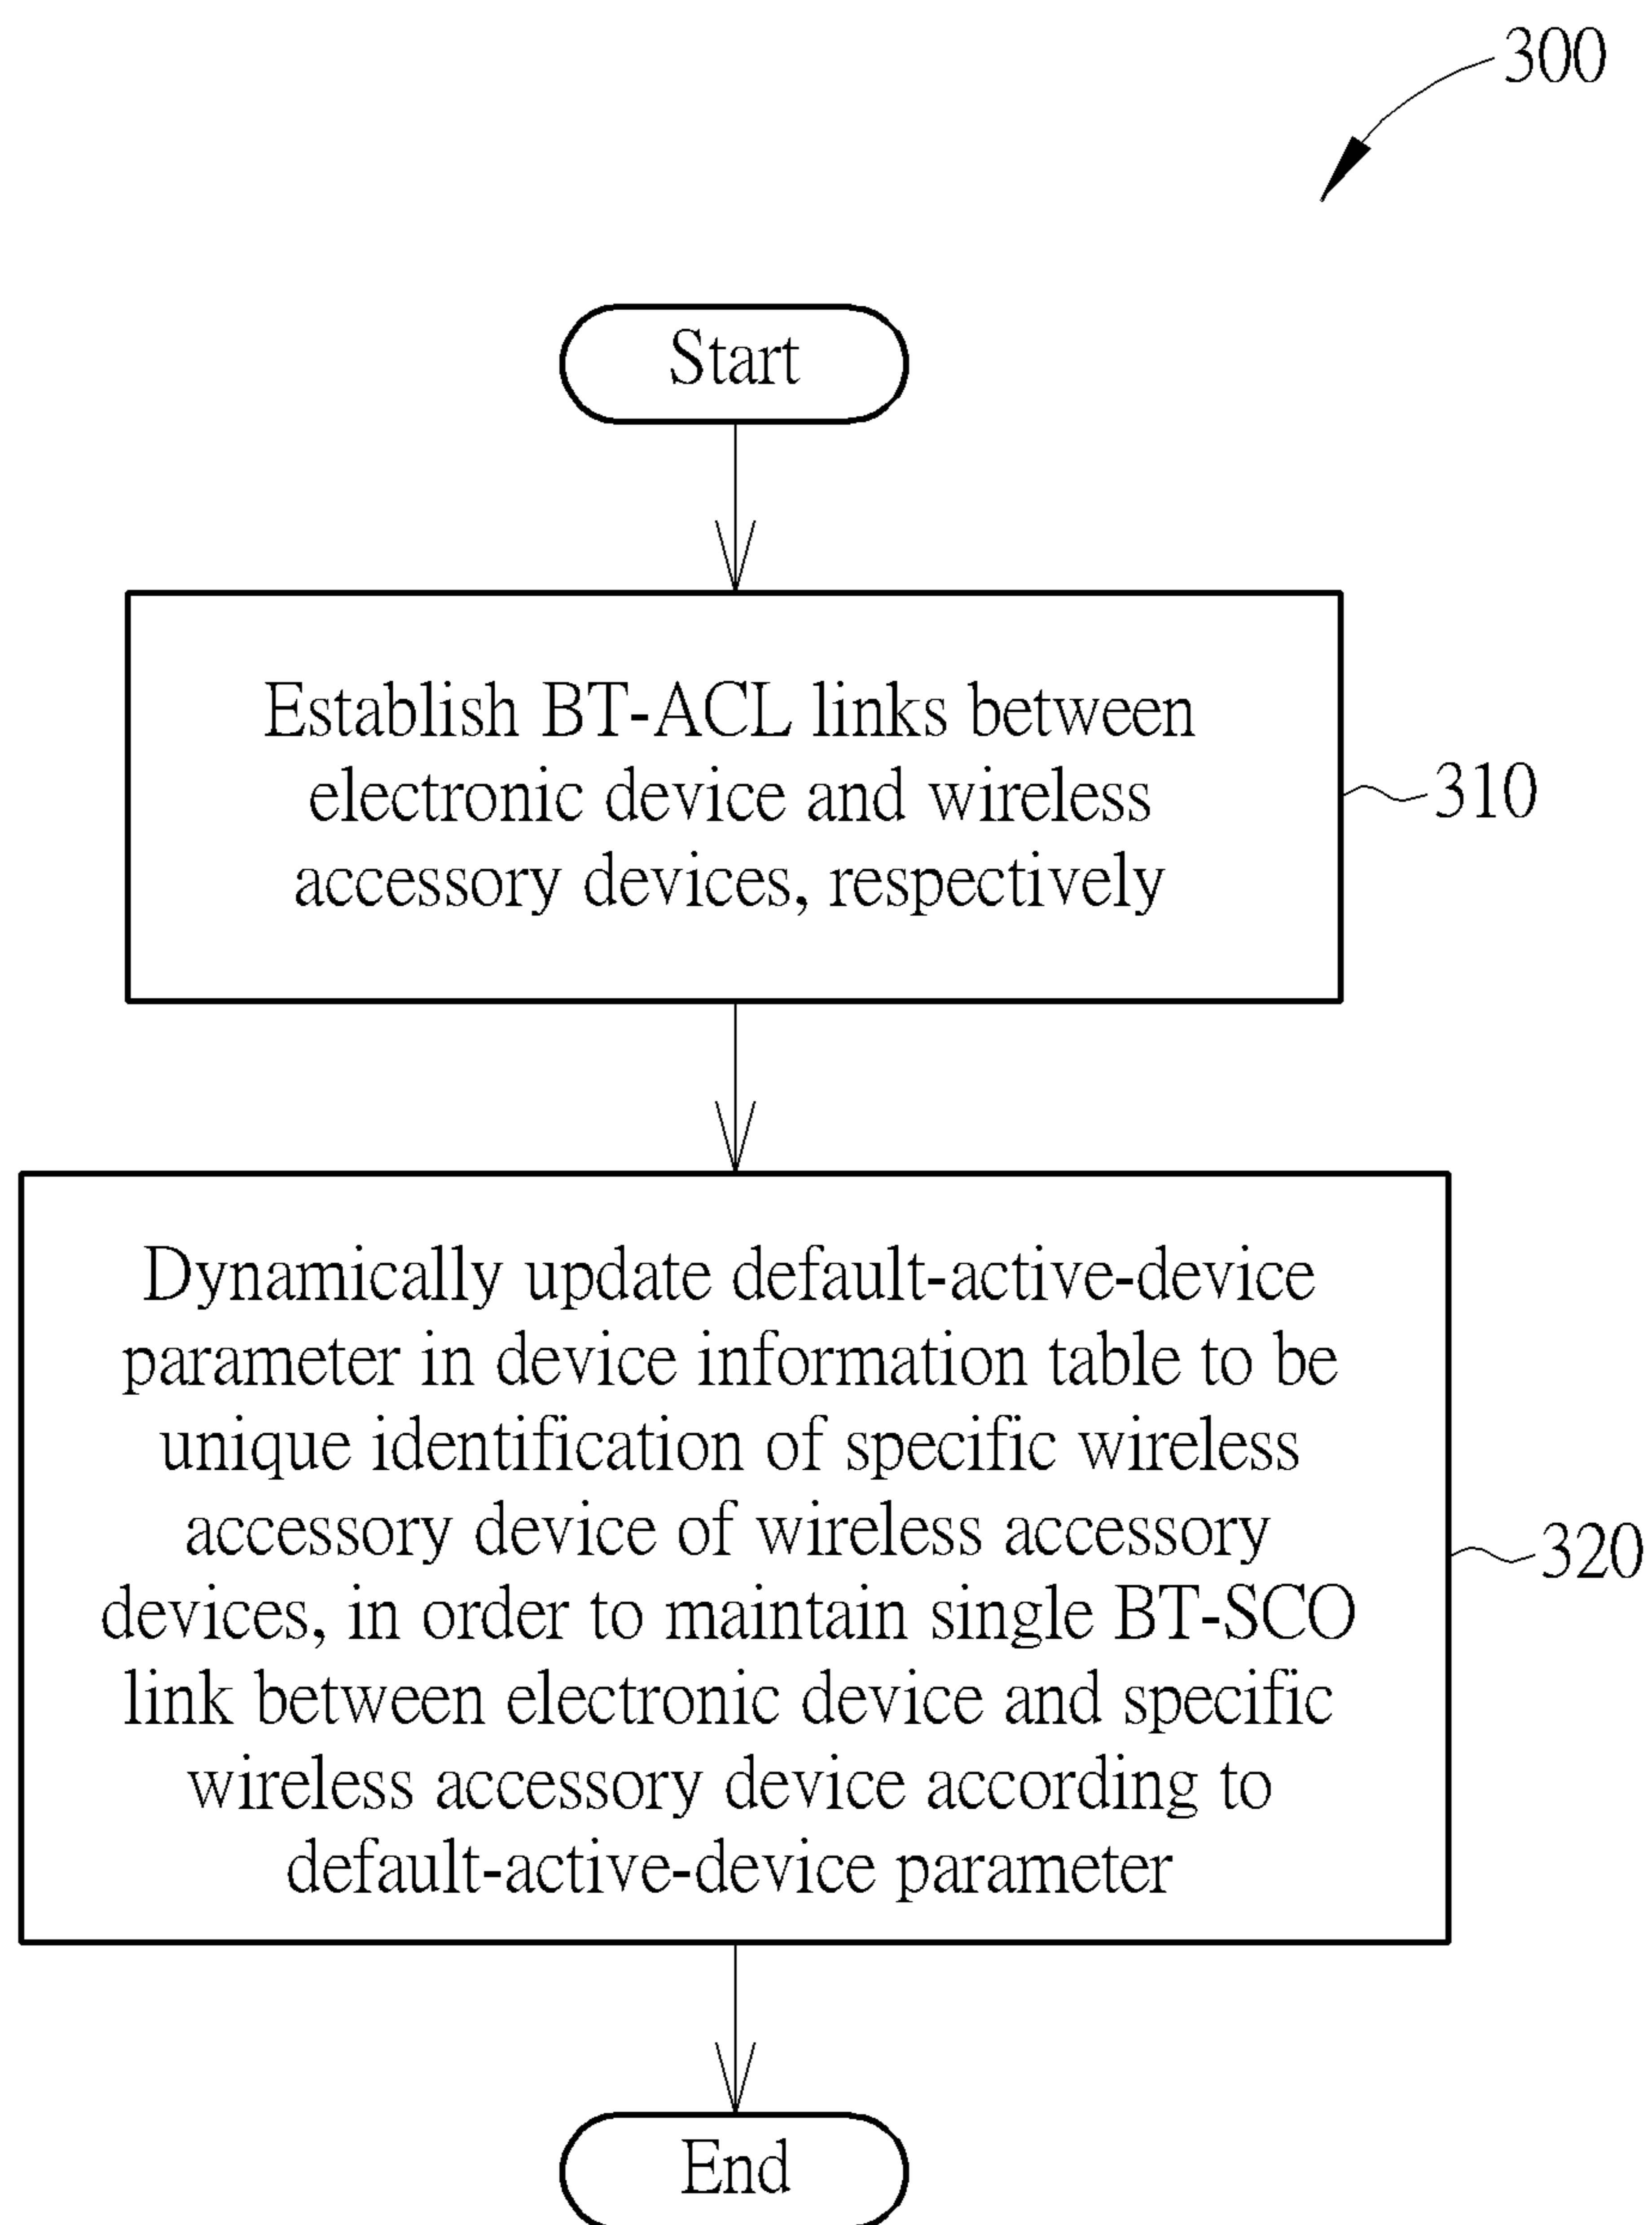 300
Start
Establish BT-ACL links between
electronic device and wireless
accessory devices, respectively
310
Dynamically update default-active-device
parameter in device information table to be
unique identification of specific wireless
accessory device of wireless accessory
devices, in order to maintain single BT-SCO
link between electronic device and specific
wireless accessory device according to
default-active-device parameter
320
End